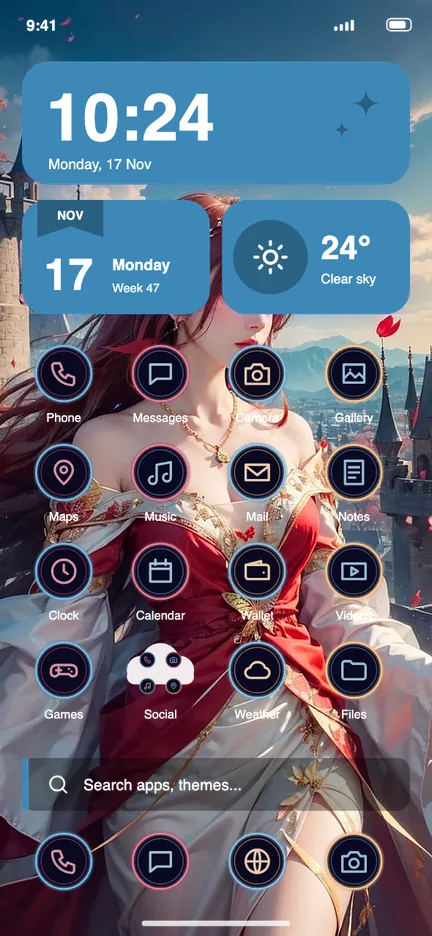 9:41
10:24
Monday, 17 Nov
NOV
17
Monday
Week 47
24°
Clear sky
Phone
Messages
Camera
Gallery
Maps
Music
Mail
Notes
Clock
Calendar
Wallet
Videos
Games
Social
Weather
Files
Search apps, themes...